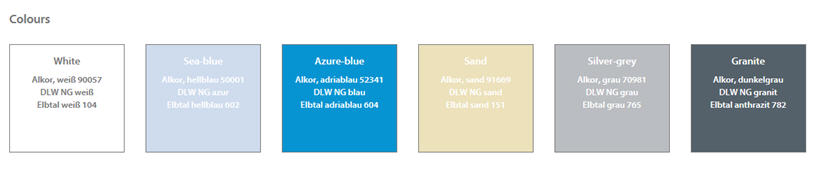 Colours
White
Alkor, weiß 90057
DLW NG weiß
Elbtal weiß 104
Sea-blue
Alkor, hellblau 50001
DLW NG azur
Elbtal hellblau 602
Azure-blue
Alkor, adriablau 52341
DLW NG blau
Elbtal adriablau 604
Sand
Alkor, sand 91669
DLW NG sand
Elbtal sand 151
Silver-grey
Alkor, grau 70981
DLW NG grau
Elbtal grau 765
Granite
Alkor, dunkelgrau
DLW NG granit
Elbtal anthrazit 782